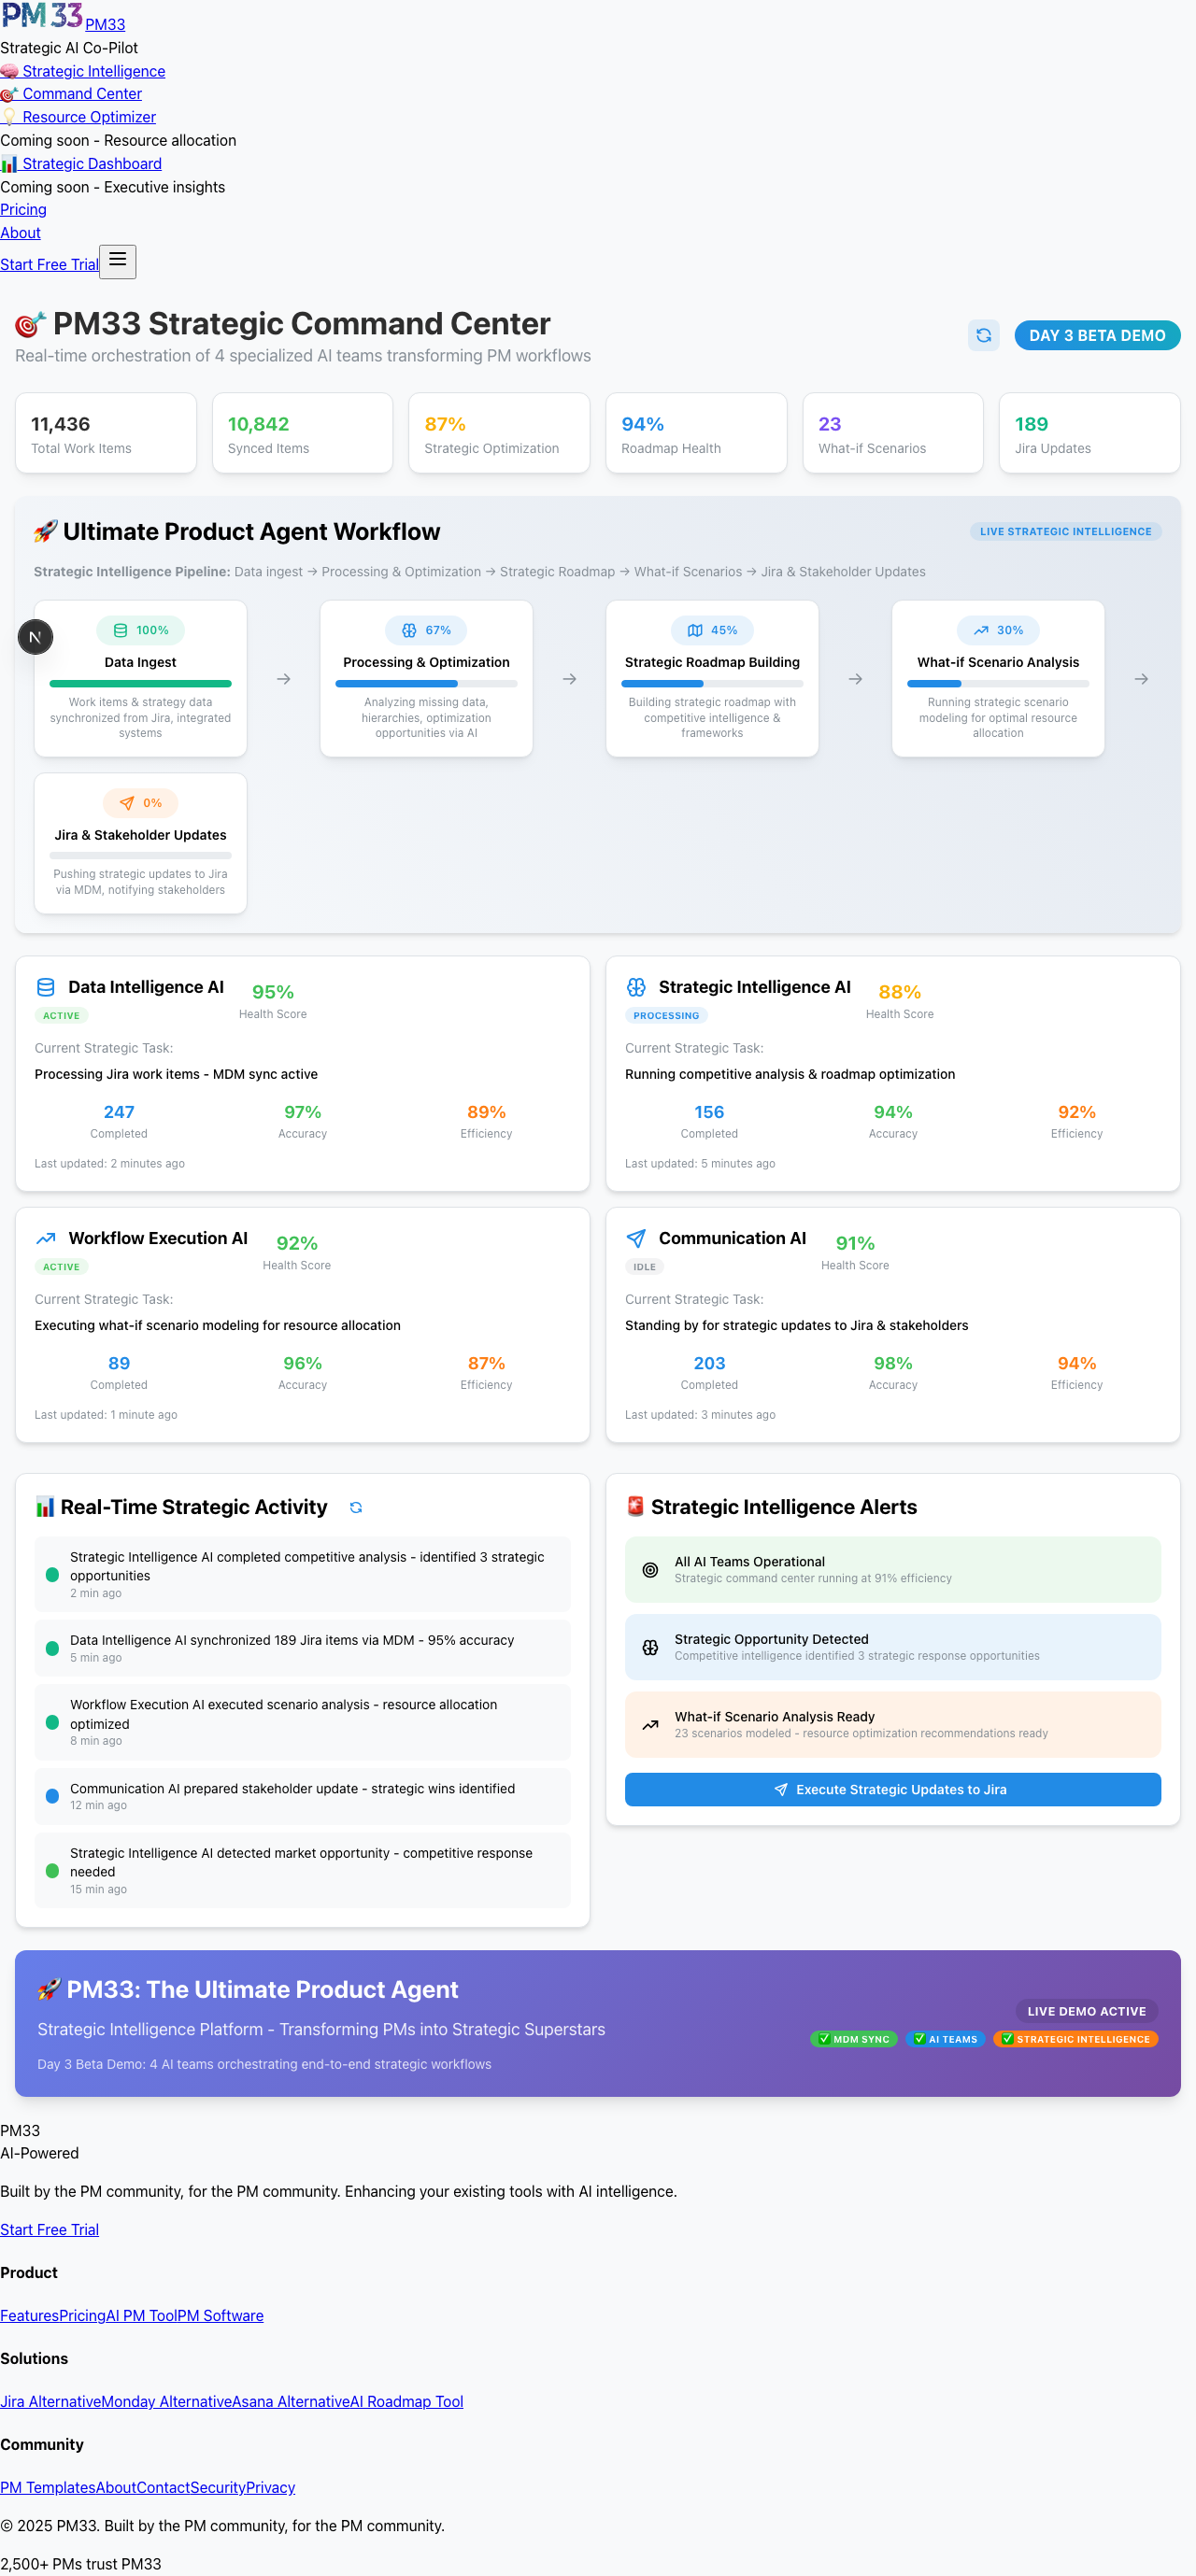 PM33 PM33
Strategic AI Co-Pilot
🧠 Strategic Intelligence
🎯 Command Center
💡 Resource Optimizer
Coming soon - Resource allocation
📊 Strategic Dashboard
Coming soon - Executive insights
Pricing
About
Start Free Trial
🎯 PM33 Strategic Command Center
Real-time orchestration of 4 specialized AI teams transforming PM workflows
DAY 3 BETA DEMO
11,436
Total Work Items
10,842
Synced Items
87%
Strategic Optimization
94%
Roadmap Health
23
What-if Scenarios
189
Jira Updates
🚀 Ultimate Product Agent Workflow
LIVE STRATEGIC INTELLIGENCE
Strategic Intelligence Pipeline: Data ingest → Processing & Optimization → Strategic Roadmap → What-if Scenarios → Jira & Stakeholder Updates
N
100%
Data Ingest
Work items & strategy data
synchronized from Jira, integrated
systems
→
67%
Processing & Optimization
Analyzing missing data,
hierarchies, optimization
opportunities via AI
→
45%
Strategic Roadmap Building
Building strategic roadmap with
competitive intelligence &
frameworks
→
30%
What-if Scenario Analysis
Running strategic scenario
modeling for optimal resource
allocation
→
0%
Jira & Stakeholder Updates
Pushing strategic updates to Jira
via MDM, notifying stakeholders
Data Intelligence AI
ACTIVE
95%
Health Score
Current Strategic Task:
Processing Jira work items - MDM sync active
247
Completed
97%
Accuracy
89%
Efficiency
Last updated: 2 minutes ago
Strategic Intelligence AI
PROCESSING
88%
Health Score
Current Strategic Task:
Running competitive analysis & roadmap optimization
156
Completed
94%
Accuracy
92%
Efficiency
Last updated: 5 minutes ago
Workflow Execution AI
ACTIVE
92%
Health Score
Current Strategic Task:
Executing what-if scenario modeling for resource allocation
89
Completed
96%
Accuracy
87%
Efficiency
Last updated: 1 minute ago
Communication AI
IDLE
91%
Health Score
Current Strategic Task:
Standing by for strategic updates to Jira & stakeholders
203
Completed
98%
Accuracy
94%
Efficiency
Last updated: 3 minutes ago
📊 Real-Time Strategic Activity
Strategic Intelligence AI completed competitive analysis - identified 3 strategic
opportunities
2 min ago
Data Intelligence AI synchronized 189 Jira items via MDM - 95% accuracy
5 min ago
Workflow Execution AI executed scenario analysis - resource allocation
optimized
8 min ago
Communication AI prepared stakeholder update - strategic wins identified
12 min ago
Strategic Intelligence AI detected market opportunity - competitive response
needed
15 min ago
🚨 Strategic Intelligence Alerts
All AI Teams Operational
Strategic command center running at 91% efficiency
Strategic Opportunity Detected
Competitive intelligence identified 3 strategic response opportunities
What-if Scenario Analysis Ready
23 scenarios modeled - resource optimization recommendations ready
Execute Strategic Updates to Jira
🚀 PM33: The Ultimate Product Agent
Strategic Intelligence Platform - Transforming PMs into Strategic Superstars
Day 3 Beta Demo: 4 AI teams orchestrating end-to-end strategic workflows
LIVE DEMO ACTIVE
✅ MDM SYNC
✅ AI TEAMS
✅ STRATEGIC INTELLIGENCE
PM33
AI-Powered
Built by the PM community, for the PM community. Enhancing your existing tools with AI intelligence.
Start Free Trial
Product
FeaturesPricingAI PM ToolPM Software
Solutions
Jira AlternativeMonday AlternativeAsana AlternativeAI Roadmap Tool
Community
PM TemplatesAboutContactSecurityPrivacy
© 2025 PM33. Built by the PM community, for the PM community.
2,500+ PMs trust PM33